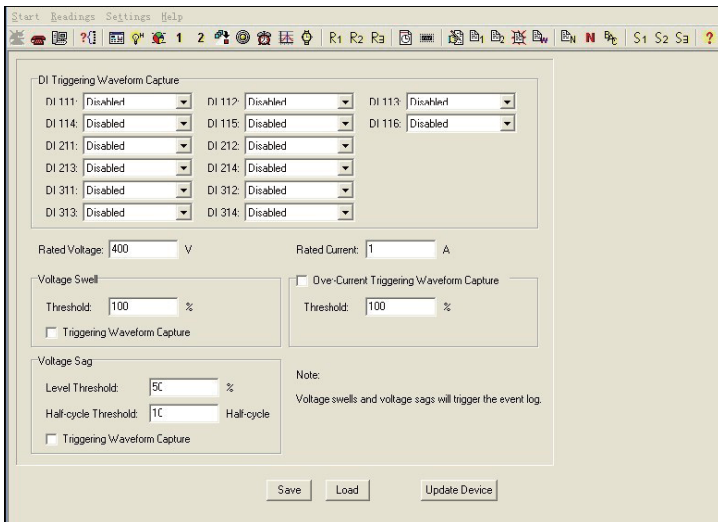 Start Readings Settings Help
?{} 1 2 R1 R2 R3 N S1 S2 S3 ?
DI Triggering Waveform Capture
DI 111: Disabled DI 112: Disabled DI 113: Disabled
DI 114: Disabled DI 115: Disabled DI 116: Disabled
DI 211: Disabled DI 212: Disabled
DI 213: Disabled DI 214: Disabled
DI 311: Disabled DI 312: Disabled
DI 313: Disabled DI 314: Disabled
Rated Voltage: 400 V Rated Current: 1 A
Voltage Swell
Threshold: 100 %
Triggering Waveform Capture
Over-Current Triggering Waveform Capture
Threshold: 100 %
Voltage Sag
Level Threshold: 50 %
Half-cycle Threshold: 10 Half-cycle
Triggering Waveform Capture
Note:
Voltage swells and voltage sags will trigger the event log.
Save Load Update Device